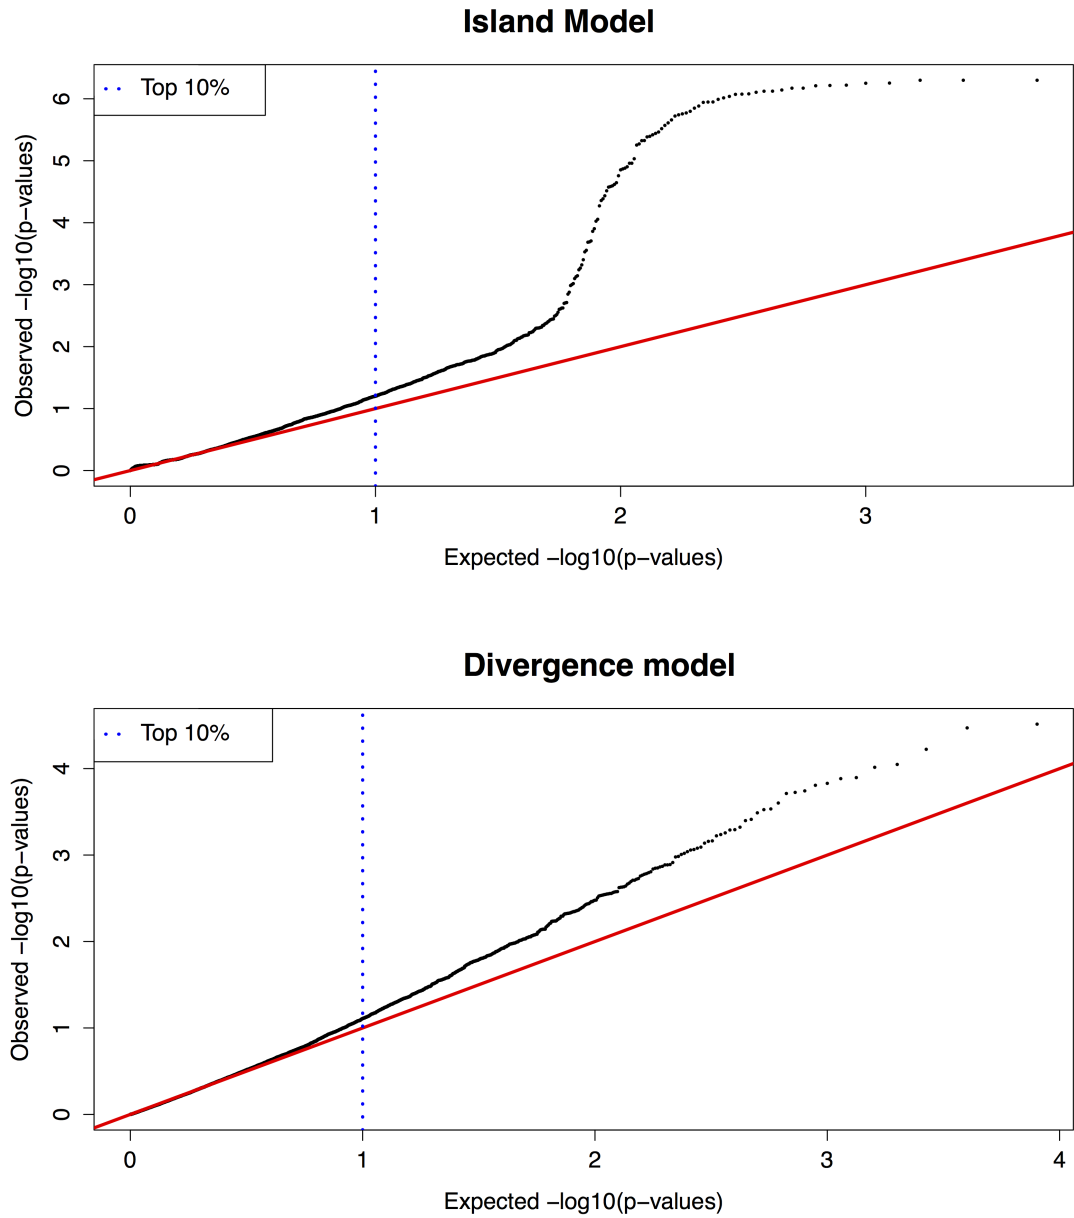 Island Model
Top 10%
Observed −log10(p−values)
6
5
4
3
2
1
0
0 1 2 3
Expected −log10(p−values)
Divergence model
Top 10%
Observed −log10(p−values)
4
3
2
1
0
0 1 2 3 4
Expected −log10(p−values)